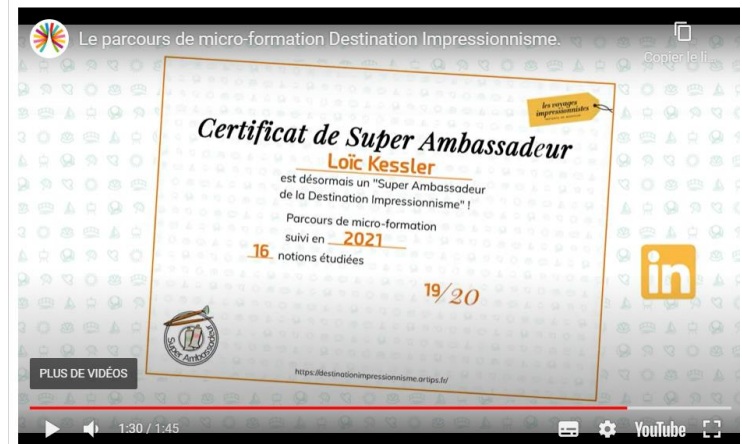 Le parcours de micro-formation Destination Impressionnisme.
Copier le li...
les voyages
impressionnistes
Certificat de Super Ambassadeur
Loïc Kessler
est désormais un "Super Ambassadeur
de la Destination Impressionnisme" !
Parcours de micro-formation
suivi en 2021
16 notions étudiées
19/20
Super Ambassadeur
https://destinationimpressionnisme.artips.fr/
in
PLUS DE VIDÉOS
1:30 / 1:45
YouTube